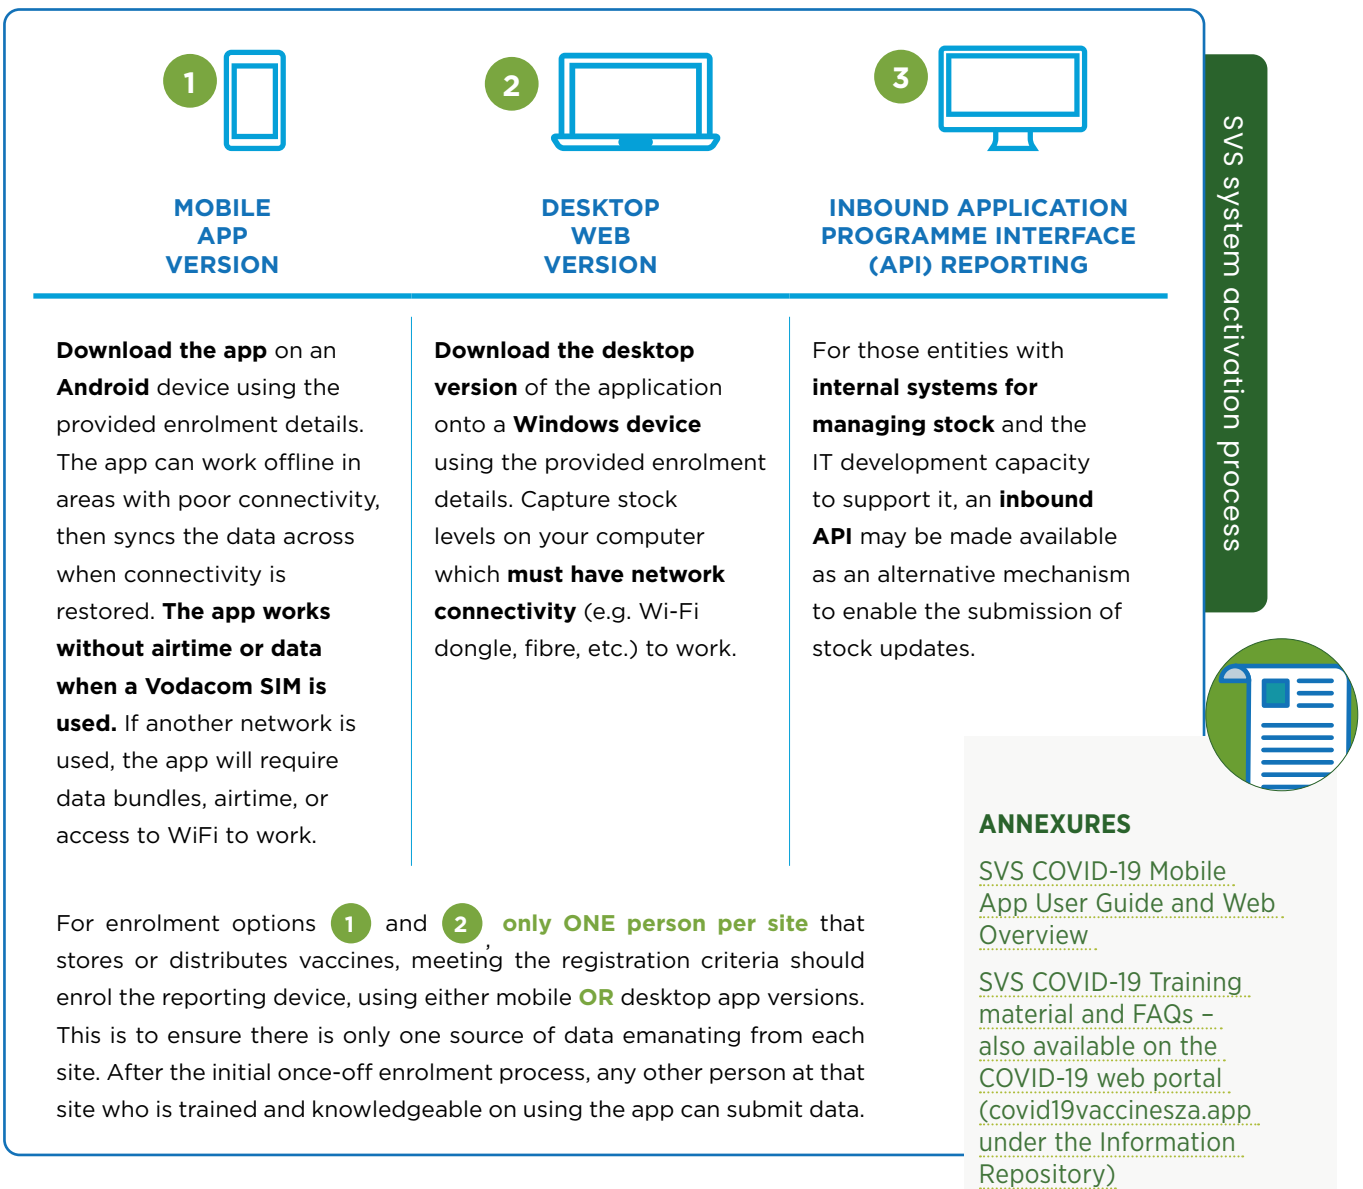 1
MOBILE
APP
VERSION
Download the app on an
Android device using the
provided enrolment details.
The app can work offline in
areas with poor connectivity,
then syncs the data across
when connectivity is
restored. The app works
without airtime or data
when a Vodacom SIM is
used. If another network is
used, the app will require
data bundles, airtime, or
access to WiFi to work.
2
DESKTOP
WEB
VERSION
Download the desktop
version of the application
onto a Windows device
using the provided enrolment
details. Capture stock
levels on your computer
which must have network
connectivity (e.g. Wi-Fi
dongle, fibre, etc.) to work.
3
INBOUND APPLICATION
PROGRAMME INTERFACE
(API) REPORTING
For those entities with
internal systems for
managing stock and the
IT development capacity
to support it, an inbound
API may be made available
as an alternative mechanism
to enable the submission of
stock updates.
For enrolment options 1 and 2, only ONE person per site that
stores or distributes vaccines, meeting the registration criteria should
enrol the reporting device, using either mobile OR desktop app versions.
This is to ensure there is only one source of data emanating from each
site. After the initial once-off enrolment process, any other person at that
site who is trained and knowledgeable on using the app can submit data.
SVS system activation process
ANNEXURES
SVS COVID-19 Mobile
App User Guide and Web
Overview
SVS COVID-19 Training
material and FAQs –
also available on the
COVID-19 web portal
(covid19vaccinesza.app
under the Information
Repository)